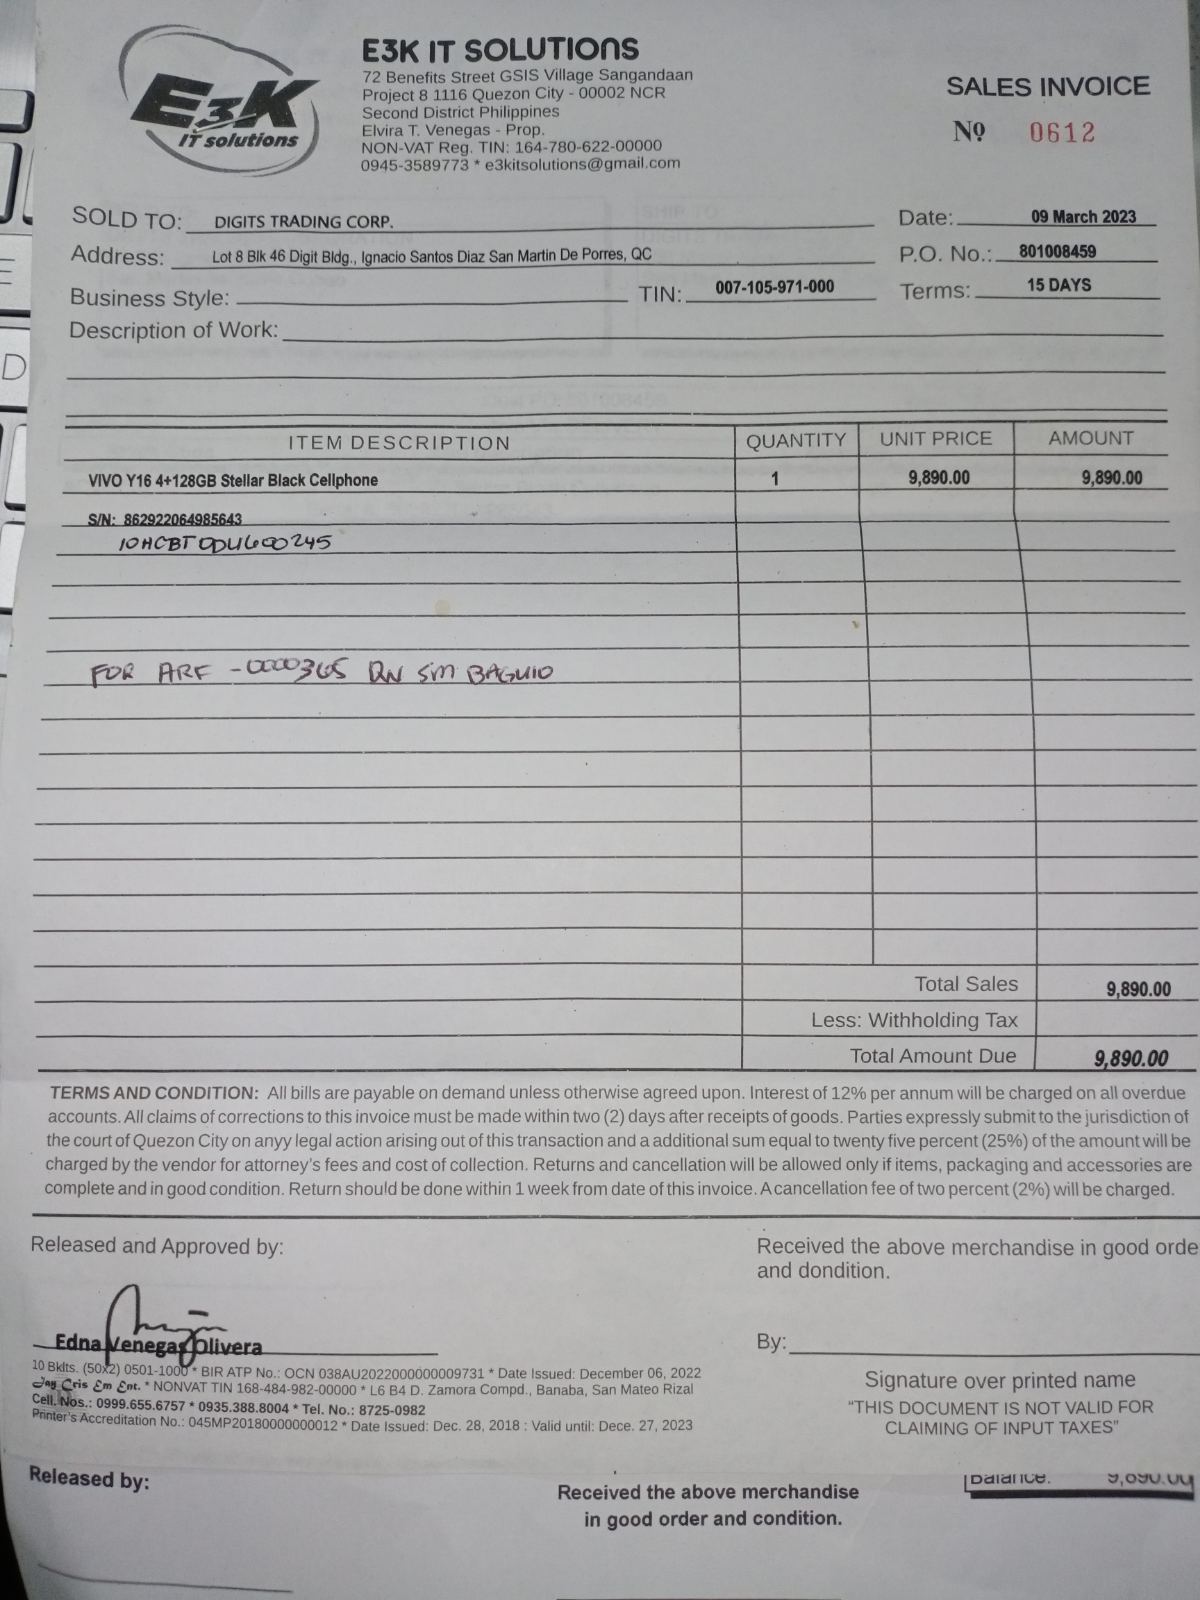 E3K
IT solutions
E3K IT SOLUTIONS
72 Benefits Street GSIS Village Sangandaan
Project 8 1116 Quezon City - 00002 NCR
Second District Philippines
Elvira T. Venegas - Prop.
NON-VAT Reg. TIN: 164-780-622-00000
0945-3589773 * e3kitsolutions@gmail.com
SALES INVOICE
Nº 0612
SOLD TO: DIGITS TRADING CORP. Date: 09 March 2023
Address: Lot 8 Blk 46 Digit Bldg., Ignacio Santos Diaz San Martin De Porres, QC P.O. No.: 801008459
Business Style: TIN: 007-105-971-000 Terms: 15 DAYS
Description of Work:
ITEM DESCRIPTION QUANTITY UNIT PRICE AMOUNT
VIVO Y16 4+128GB Stellar Black Cellphone 1 9,890.00 9,890.00
S/N: 862922064985643
10HCBT0DU600245
FOR ARF -0000365 SM BAGUIO
Total Sales 9,890.00
Less: Withholding Tax
Total Amount Due 9,890.00
TERMS AND CONDITION: All bills are payable on demand unless otherwise agreed upon. Interest of 12% per annum will be charged on all overdue
accounts. All claims of corrections to this invoice must be made within two (2) days after receipts of goods. Parties expressly submit to the jurisdiction of
the court of Quezon City on anyy legal action arising out of this transaction and a additional sum equal to twenty five percent (25%) of the amount will be
charged by the vendor for attorney's fees and cost of collection. Returns and cancellation will be allowed only if items, packaging and accessories are
complete and in good condition. Return should be done within 1 week from date of this invoice. A cancellation fee of two percent (2%) will be charged.
Released and Approved by:
Received the above merchandise in good orde
and dondition.
Edna Venegas Olivera
By:
Signature over printed name
"THIS DOCUMENT IS NOT VALID FOR
CLAIMING OF INPUT TAXES"
10 Bklts. (50x2) 0501-1000 * BIR ATP No.: OCN 038AU2022000000009731 * Date Issued: December 06, 2022
Jay Cris Em Ent. * NONVAT TIN 168-484-982-00000 * L6 B4 D. Zamora Compd., Banaba, San Mateo Rizal
Cell. Nos.: 0999.655.6757 * 0935.388.8004 * Tel. No.: 8725-0982
Printer's Accreditation No.: 045MP20180000000012 * Date Issued: Dec. 28, 2018 : Valid until: Dece. 27, 2023
Released by:
Received the above merchandise
in good order and condition.
Balance: 9,890.00